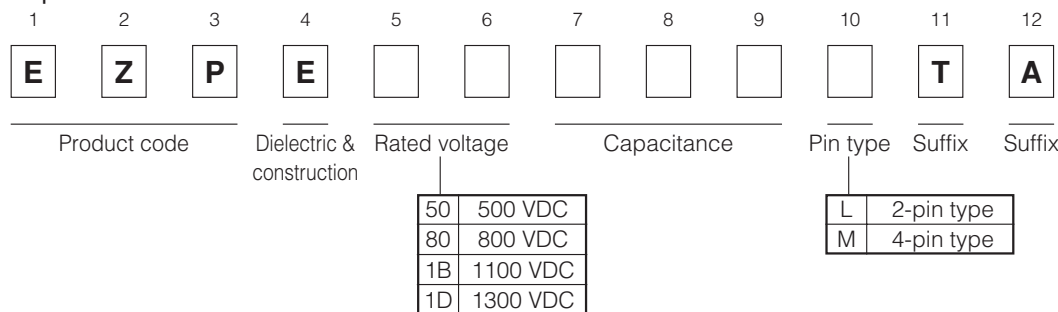 1 2 3 4 5 6 7 8 9 10 11 12
E Z P E T A
Product code Dielectric & construction Rated voltage Capacitance Pin type Suffix Suffix
50 500 VDC
80 800 VDC
1B 1100 VDC
1D 1300 VDC
L 2-pin type
M 4-pin type